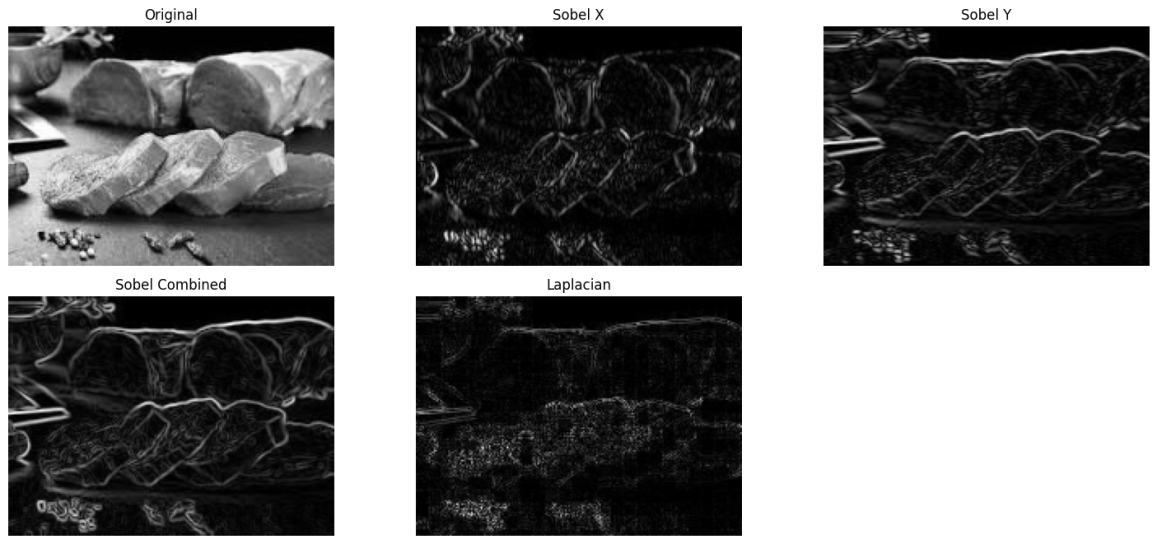 Original
Sobel X
Sobel Y
Sobel Combined
Laplacian